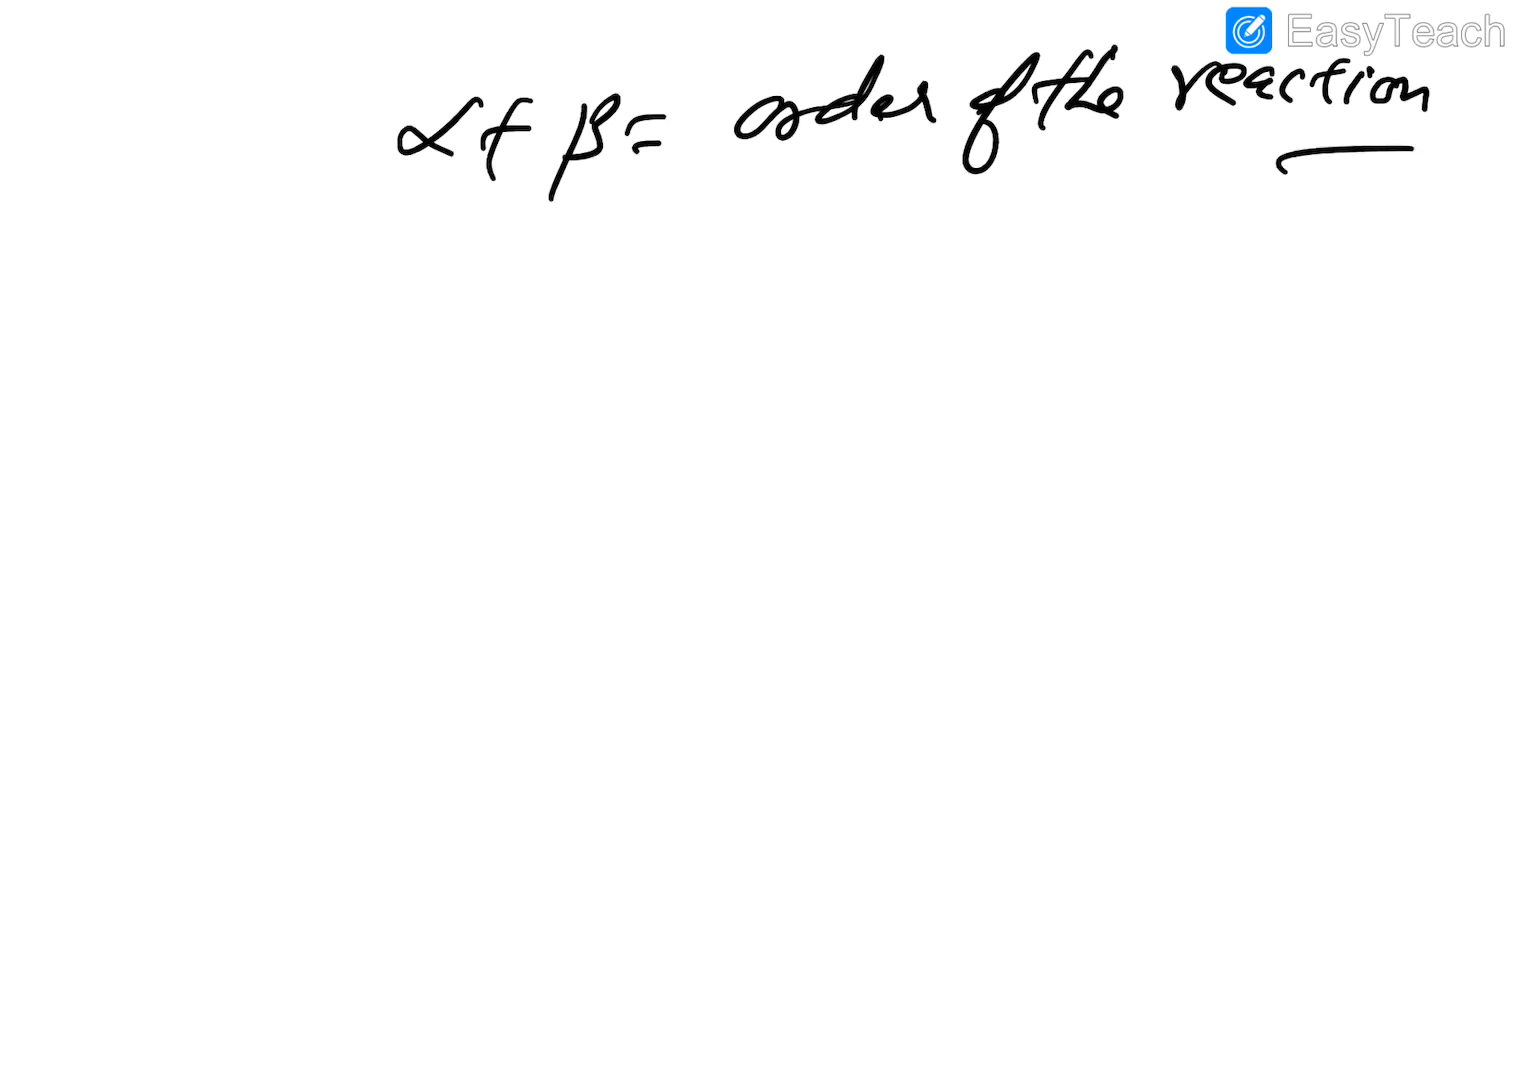 EasyTeach
α + β = order of the reaction